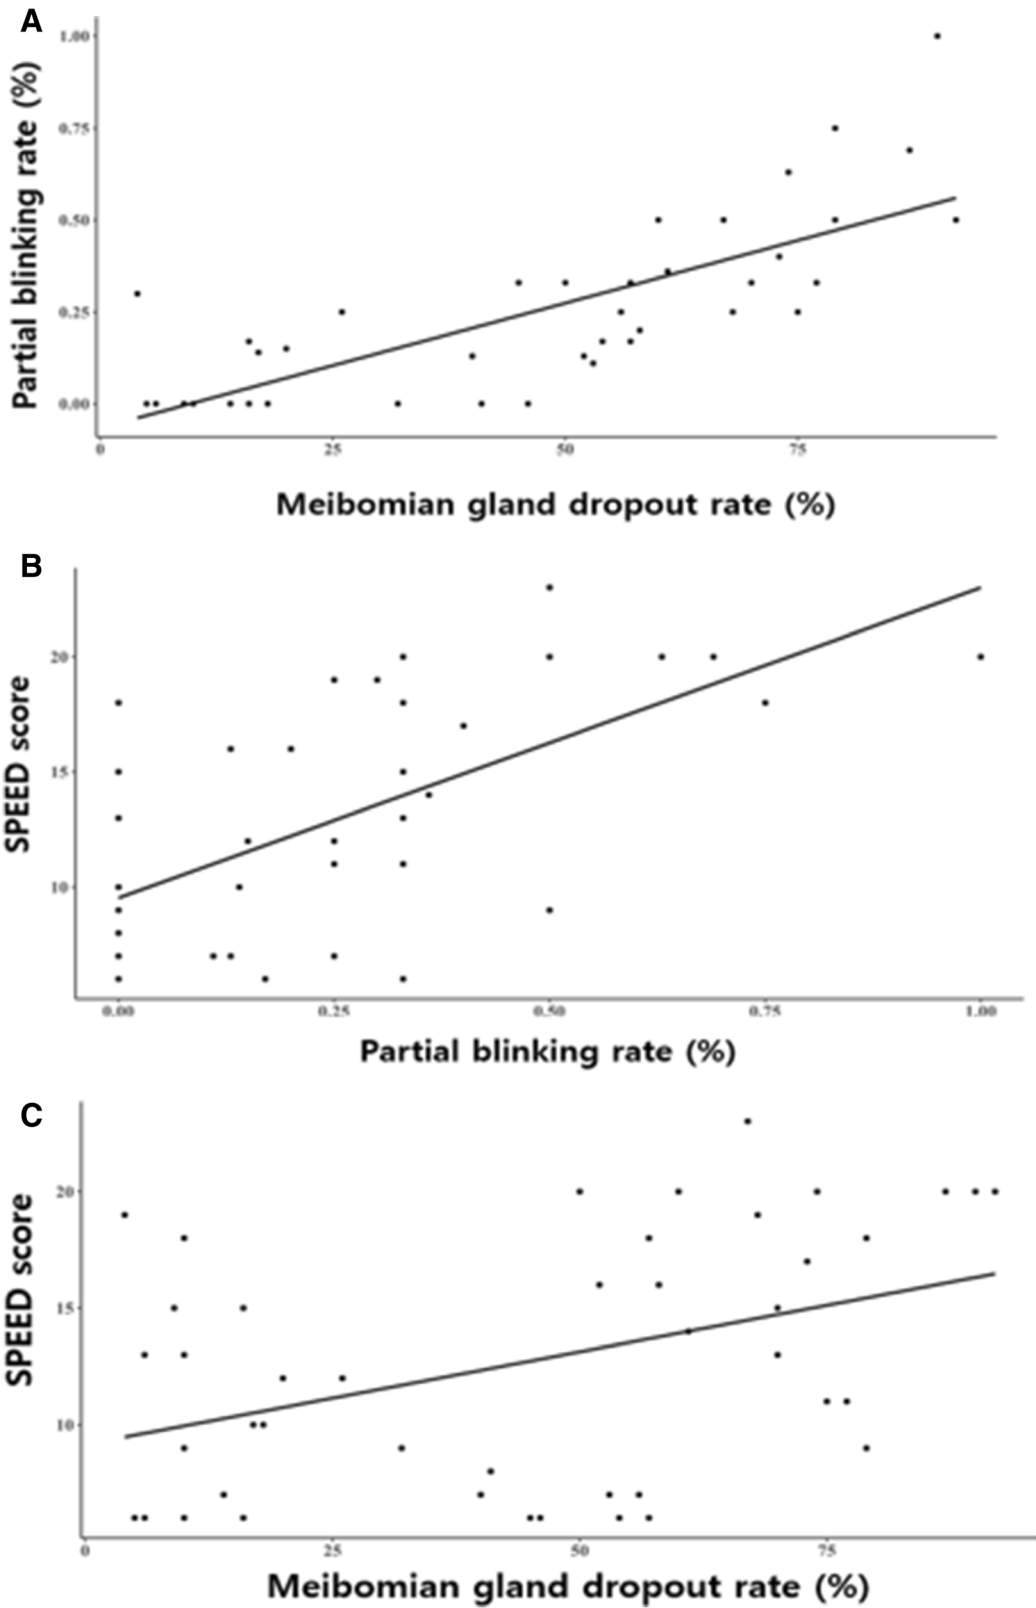 A
Partial blinking rate (%)
1.00
0.75
0.50
0.25
0.00
0 25 50 75
Meibomian gland dropout rate (%)
B
SPEED score
20
15
10
0.00 0.25 0.50 0.75 1.00
Partial blinking rate (%)
C
SPEED score
20
15
10
0 25 50 75
Meibomian gland dropout rate (%)